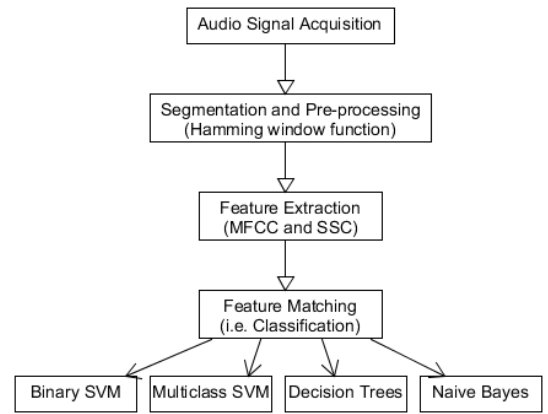 Audio Signal Acquisition
Segmentation and Pre-processing
(Hamming window function)
Feature Extraction
(MFCC and SSC)
Feature Matching
(i.e. Classification)
Binary SVM
Multiclass SVM
Decision Trees
Naive Bayes